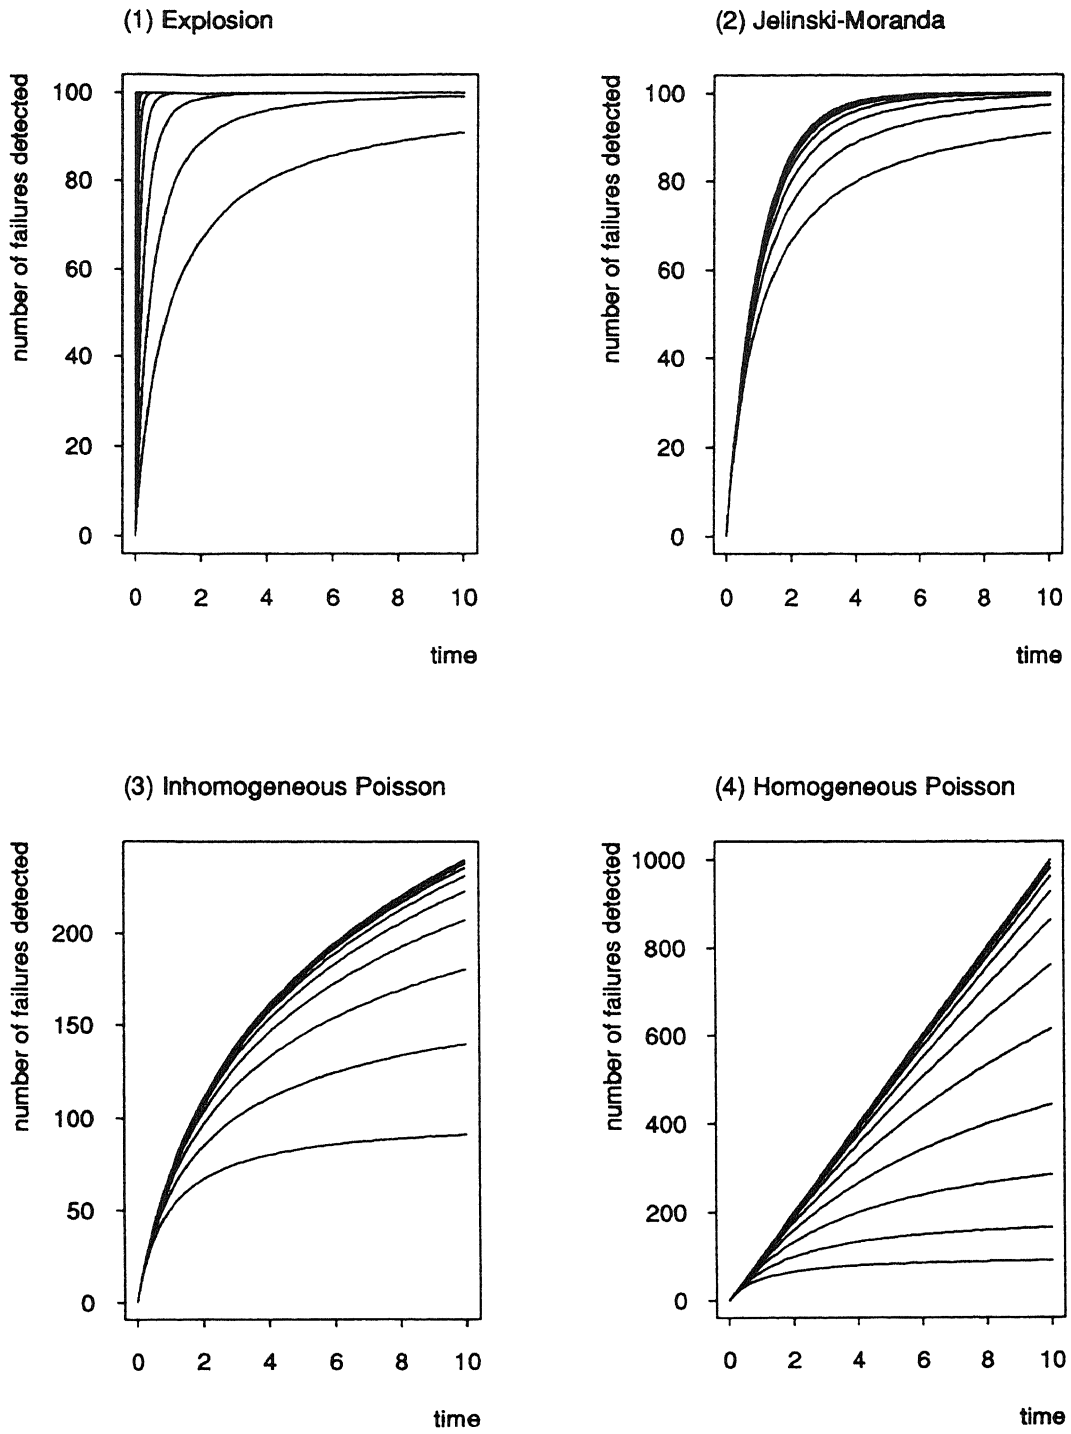 (1) Explosion
number of failures detected
100
80
60
40
20
0
0 2 4 6 8 10
time
(2) Jelinski-Moranda
number of failures detected
100
80
60
40
20
0
0 2 4 6 8 10
time
(3) Inhomogeneous Poisson
number of failures detected
200
150
100
50
0
0 2 4 6 8 10
time
(4) Homogeneous Poisson
number of failures detected
1000
800
600
400
200
0
0 2 4 6 8 10
time